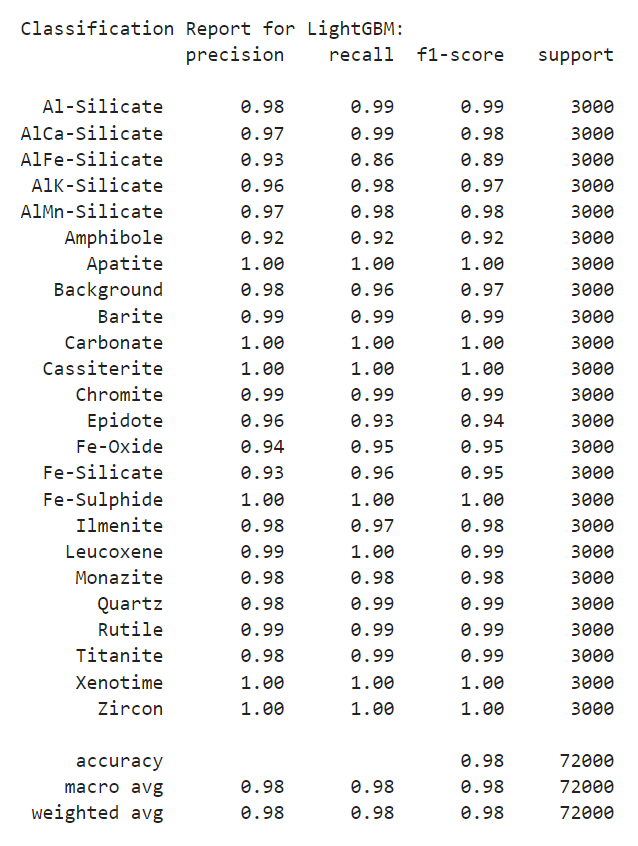 Classification Report for LightGBM:
precision recall f1-score support
Al-Silicate 0.98 0.99 0.99 3000
AlCa-Silicate 0.97 0.99 0.98 3000
AlFe-Silicate 0.93 0.86 0.89 3000
AlK-Silicate 0.96 0.98 0.97 3000
AlMn-Silicate 0.97 0.98 0.98 3000
Amphibole 0.92 0.92 0.92 3000
Apatite 1.00 1.00 1.00 3000
Background 0.98 0.96 0.97 3000
Barite 0.99 0.99 0.99 3000
Carbonate 1.00 1.00 1.00 3000
Cassiterite 1.00 1.00 1.00 3000
Chromite 0.99 0.99 0.99 3000
Epidote 0.96 0.93 0.94 3000
Fe-Oxide 0.94 0.95 0.95 3000
Fe-Silicate 0.93 0.96 0.95 3000
Fe-Sulphide 1.00 1.00 1.00 3000
Ilmenite 0.98 0.97 0.98 3000
Leucoxene 0.99 1.00 0.99 3000
Monazite 0.98 0.98 0.98 3000
Quartz 0.98 0.99 0.99 3000
Rutile 0.99 0.99 0.99 3000
Titanite 0.98 0.99 0.99 3000
Xenotime 1.00 1.00 1.00 3000
Zircon 1.00 1.00 1.00 3000
accuracy 0.98 72000
macro avg 0.98 0.98 0.98 72000
weighted avg 0.98 0.98 0.98 72000